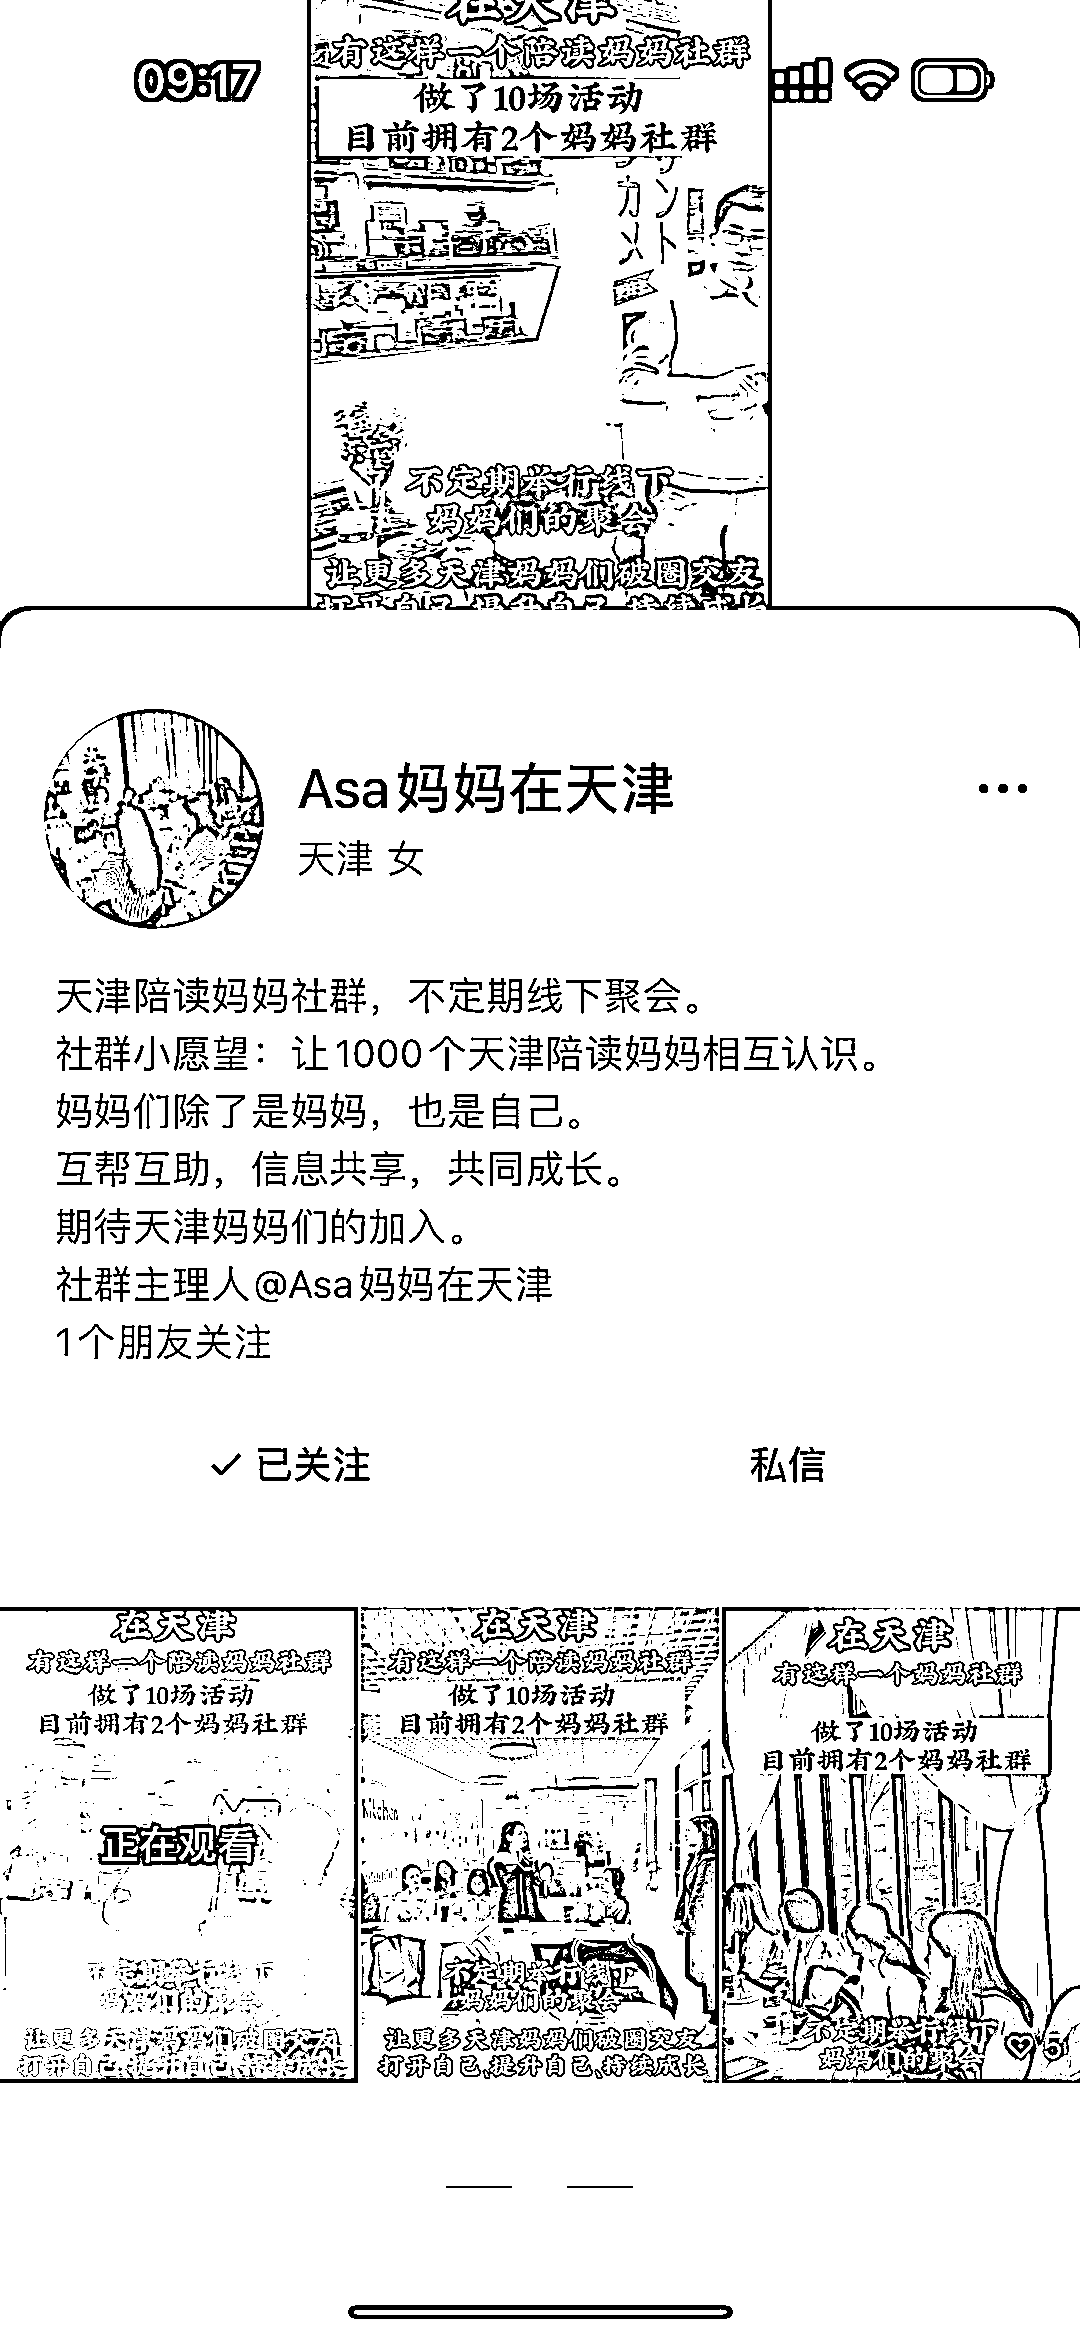 在天津
有这样一个陪读妈妈社群
09:17
做了10场活动
目前拥有2个妈妈社群
不定期举行线下
妈妈们的聚会
让更多天津妈妈们破圈交友
打开自己 提升自己 持续成长
Asa妈妈在天津
天津 女
天津陪读妈妈社群，不定期线下聚会。
社群小愿望：让1000个天津陪读妈妈相互认识。
妈妈们除了是妈妈，也是自己。
互帮互助，信息共享，共同成长。
期待天津妈妈们的加入。
社群主理人@Asa妈妈在天津
1个朋友关注
已关注
私信
在天津
有这样一个陪读妈妈社群
做了10场活动
目前拥有2个妈妈社群
正在观看
不定期举行线下
妈妈们的聚会
让更多天津妈妈们破圈交友
打开自己、提升自己、持续成长
在天津
有这样一个陪读妈妈社群
做了10场活动
目前拥有2个妈妈社群
Kitchen
不定期举行线下
妈妈们的聚会
让更多天津妈妈们破圈交友
打开自己、提升自己、持续成长
在天津
有这样一个妈妈社群
做了10场活动
目前拥有2个妈妈社群
不定期举行线下
妈妈们的聚会
5